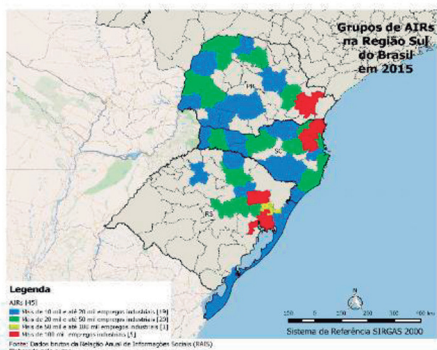 Grupos de AIRs
na Região Sul
do Brasil
em 2015
PR
SC
RS
Legenda
AIRs [45]
Mais de 10 mil e até 20 mil empregos industriais [19]
Mais de 20 mil e até 50 mil empregos industriais [20]
Mais de 50 mil e até 100 mil empregos industriais [1]
Mais de 100 mil empregos industriais [5]
Fonte: Dados brutos da Relação Anual de Informações Sociais (RAIS)
Sistema de Referência SIRGAS 2000